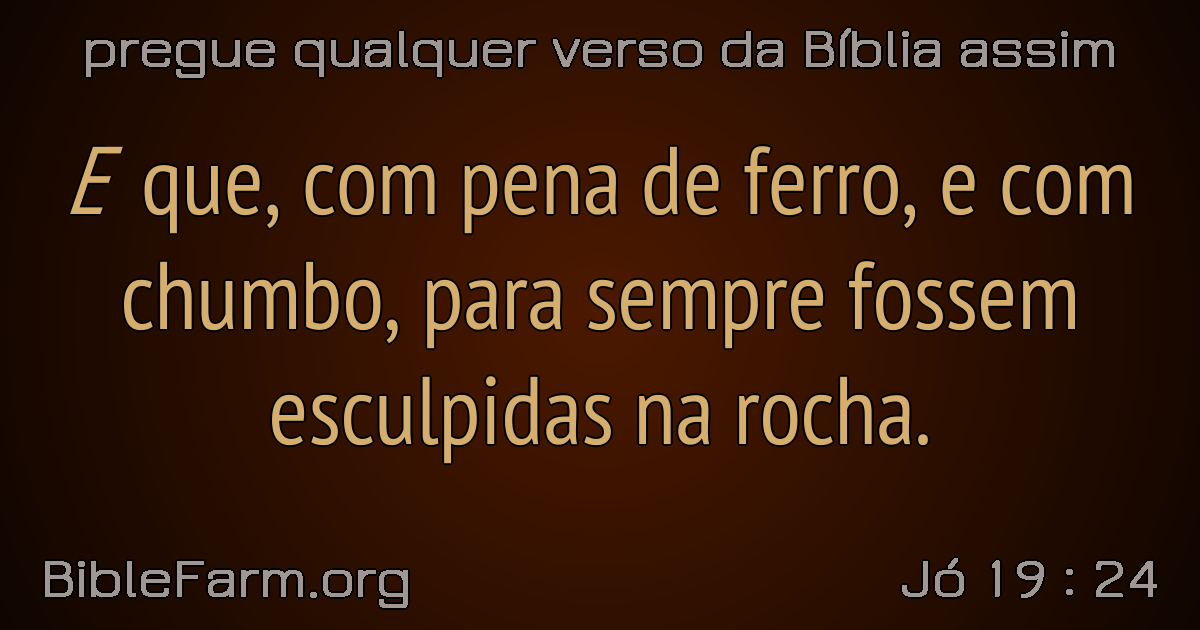 pregue qualquer verso da Bíblia assim
E que, com pena de ferro, e com
chumbo, para sempre fossem
esculpidas na rocha.
BibleFarm.org
Jó 19 : 24